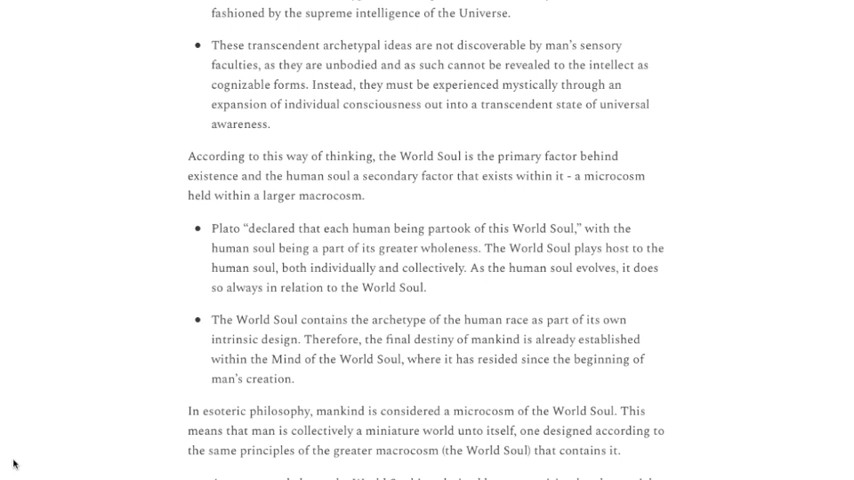 fashioned by the supreme intelligence of the Universe.
• These transcendent archetypal ideas are not discoverable by man’s sensory
faculties, as they are unbodied and as such cannot be revealed to the intellect as
cognizable forms. Instead, they must be experienced mystically through an
expansion of individual consciousness out into a transcendent state of universal
awareness.
According to this way of thinking, the World Soul is the primary factor behind
existence and the human soul a secondary factor that exists within it - a microcosm
held within a larger macrocosm.
• Plato “declared that each human being partook of this World Soul,” with the
human soul being a part of its greater wholeness. The World Soul plays host to the
human soul, both individually and collectively. As the human soul evolves, it does
so always in relation to the World Soul.
• The World Soul contains the archetype of the human race as part of its own
intrinsic design. Therefore, the final destiny of mankind is already established
within the Mind of the World Soul, where it has resided since the beginning of
man’s creation.
In esoteric philosophy, mankind is considered a microcosm of the World Soul. This
means that man is collectively a miniature world unto itself, one designed according to
the same principles of the greater macrocosm (the World Soul) that contains it.